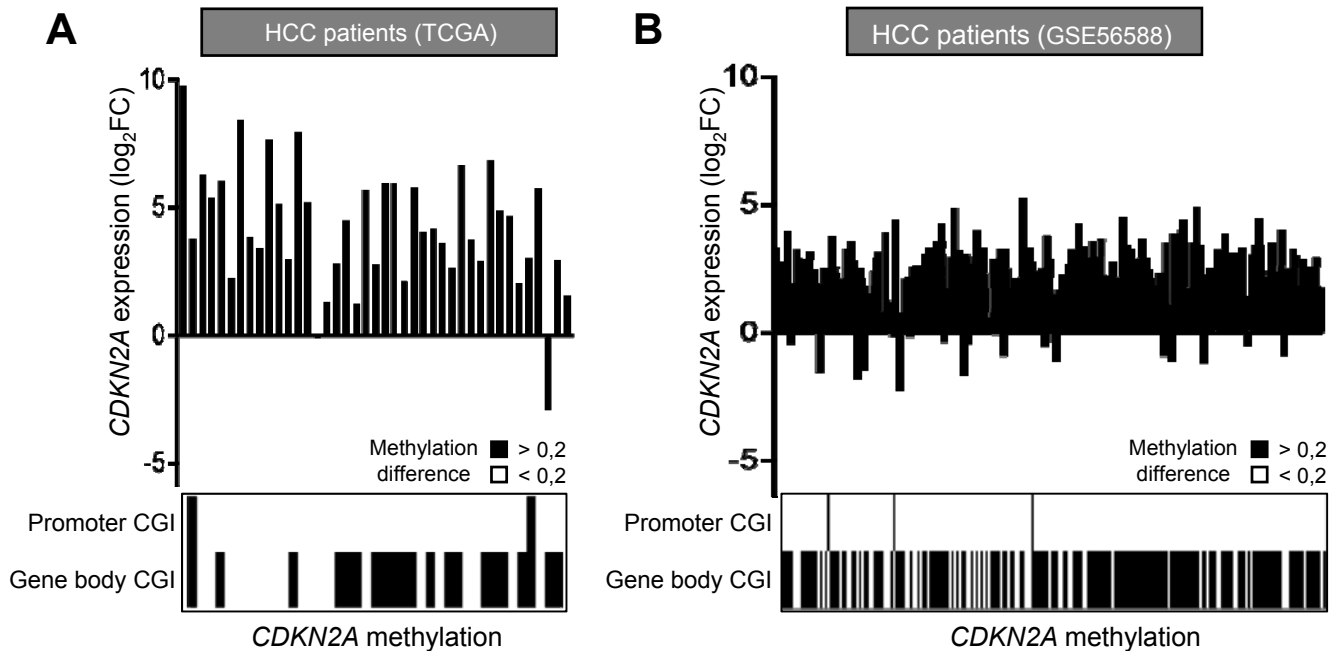 A
HCC patients (TCGA)
CDKN2A expression (log₂FC)
10
5
0
-5
Methylation difference
> 0,2
< 0,2
Promoter CGI
Gene body CGI
CDKN2A methylation
B
HCC patients (GSE56588)
CDKN2A expression (log₂FC)
10
5
0
-5
Methylation difference
> 0,2
< 0,2
Promoter CGI
Gene body CGI
CDKN2A methylation